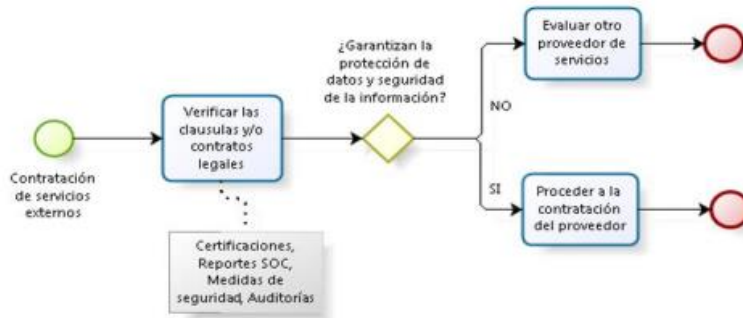 Contratación
de servicios
externos
Verificar las
clausulas y/o
contratos
legales
Certificaciones,
Reportes SOC,
Medidas de
seguridad, Auditorías
¿Garantizan la
protección de
datos y seguridad
de la información?
NO
Evaluar otro
proveedor de
servicios
SI
Proceder a la
contratación
del proveedor